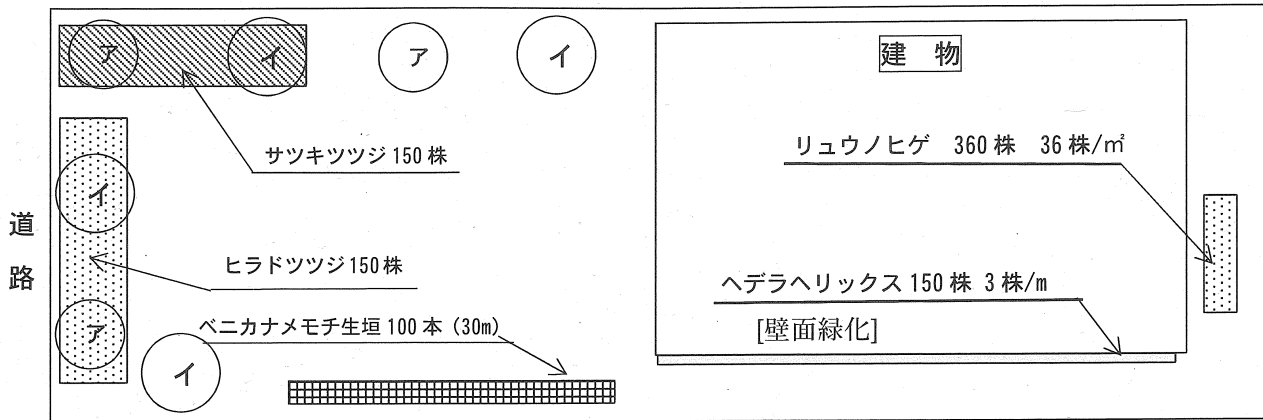 ア
イ
ア
イ
建 物
サツキツツジ 150 株
リュウノヒゲ 360 株 36 株/㎡
イ
道
路
ヒラドツツジ 150 株
ヘデラヘリックス 150 株 3 株/m
ア
ベニカナメモチ生垣 100 本（30m）
[壁面緑化]
イ